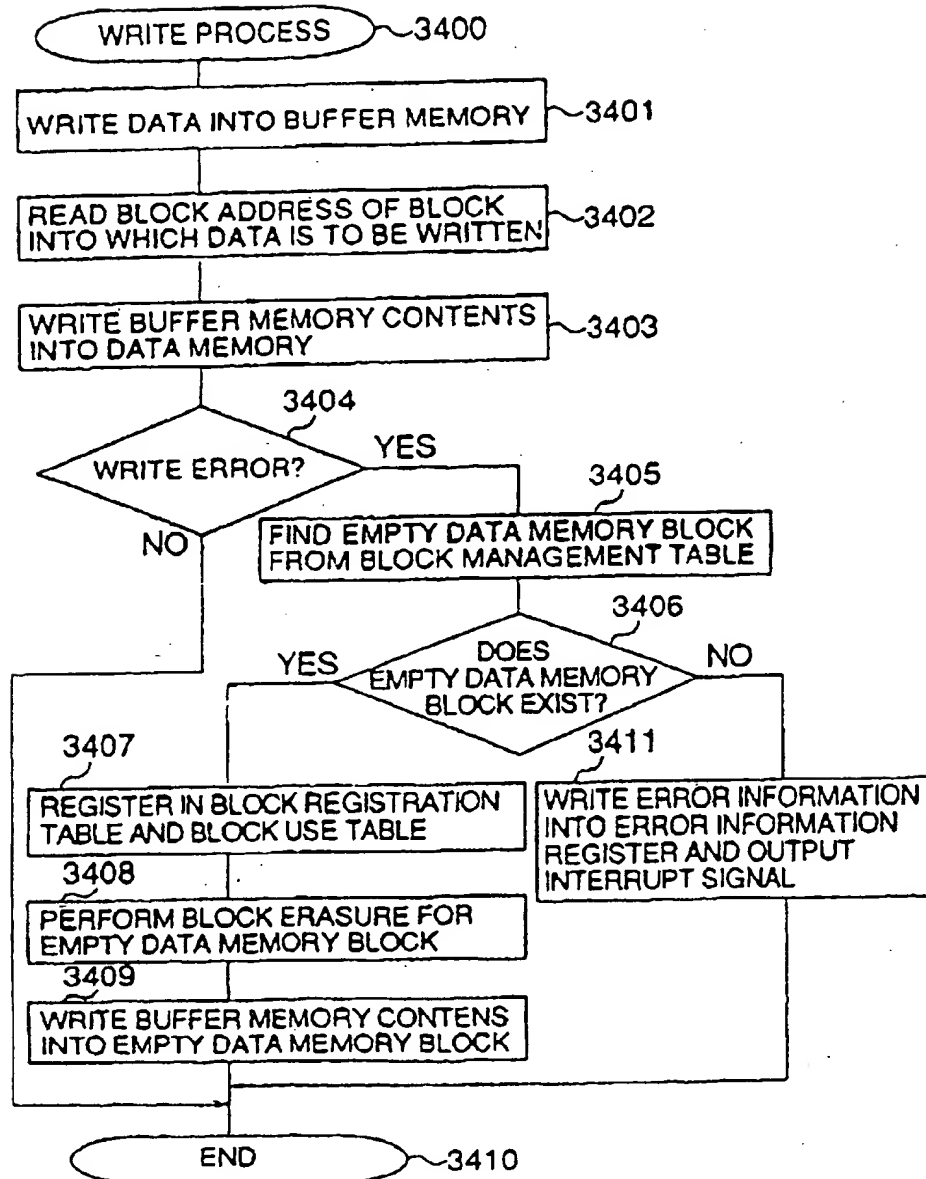 WRITE PROCESS
3400
WRITE DATA INTO BUFFER MEMORY
3401
READ BLOCK ADDRESS OF BLOCK
INTO WHICH DATA IS TO BE WRITTEN
3402
WRITE BUFFER MEMORY CONTENTS
INTO DATA MEMORY
3403
3404
WRITE ERROR?
YES
NO
3405
FIND EMPTY DATA MEMORY BLOCK
FROM BLOCK MANAGEMENT TABLE
3406
DOES
EMPTY DATA MEMORY
BLOCK EXIST?
YES
NO
3407
REGISTER IN BLOCK REGISTRATION
TABLE AND BLOCK USE TABLE
3408
PERFORM BLOCK ERASURE FOR
EMPTY DATA MEMORY BLOCK
3409
WRITE BUFFER MEMORY CONTENS
INTO EMPTY DATA MEMORY BLOCK
3411
WRITE ERROR INFORMATION
INTO ERROR INFORMATION
REGISTER AND OUTPUT
INTERRUPT SIGNAL
END
3410